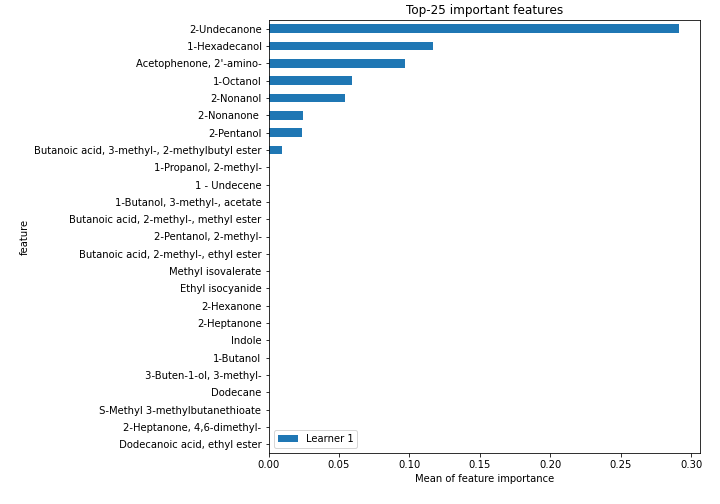 Top-25 important features
2-Undecanone
1-Hexadecanol
Acetophenone, 2'-amino-
1-Octanol
2-Nonanol
2-Nonanone
2-Pentanol
Butanoic acid, 3-methyl-, 2-methylbutyl ester
1-Propanol, 2-methyl-
1 - Undecene
1-Butanol, 3-methyl-, acetate
Butanoic acid, 2-methyl-, methyl ester
2-Pentanol, 2-methyl-
Butanoic acid, 2-methyl-, ethyl ester
Methyl isovalerate
Ethyl isocyanide
2-Hexanone
2-Heptanone
Indole
1-Butanol
3-Buten-1-ol, 3-methyl-
Dodecane
S-Methyl 3-methylbutanethioate
2-Heptanone, 4,6-dimethyl-
Dodecanoic acid, ethyl ester
feature
Learner 1
0.00 0.05 0.10 0.15 0.20 0.25 0.30
Mean of feature importance